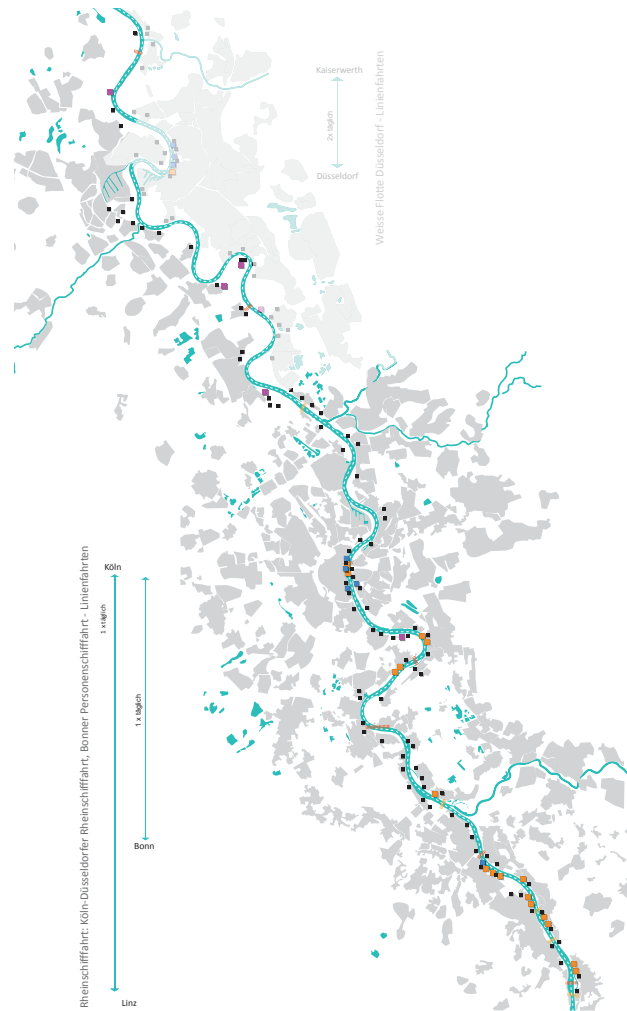 Kaiserwerth
2x täglich
Düsseldorf
Weisse Flotte Düsseldorf - Linienfahrten
Köln
1 x täglich
1 x täglich
Bonn
Linz
Rheinschifffahrt: Köln-Düsseldorfer Rheinschifffahrt, Bonner Personenschifffahrt - Linienfahrten